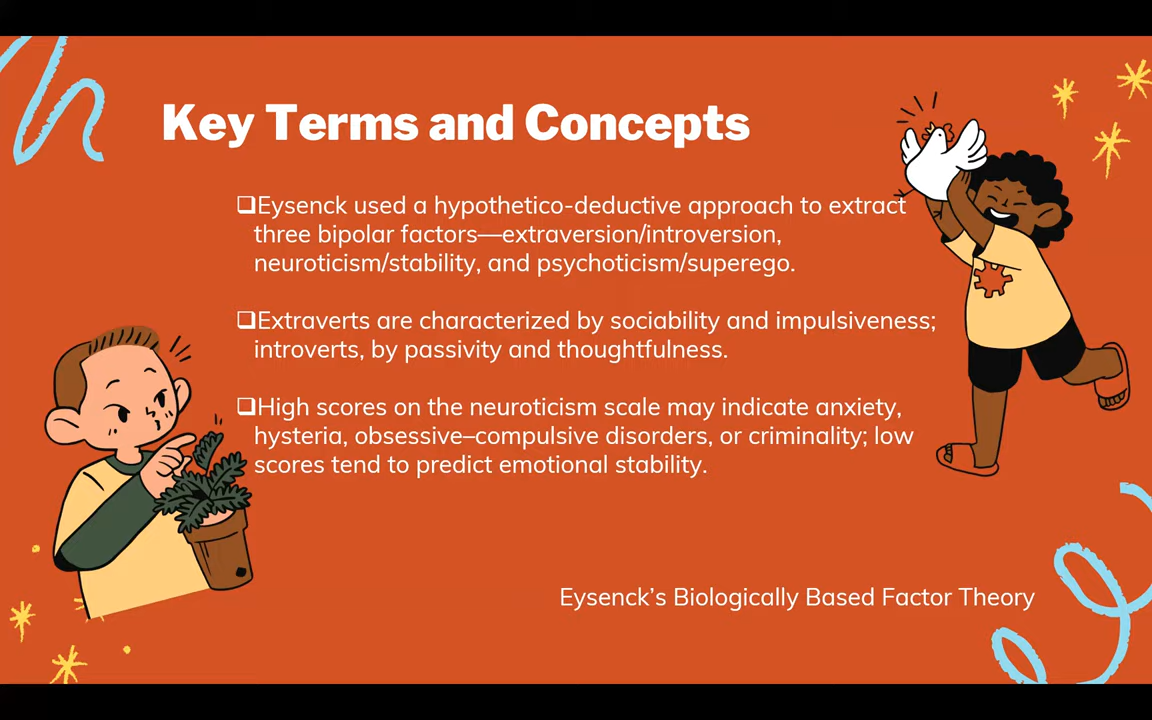 Key Terms and Concepts
❑Eysenck used a hypothetico-deductive approach to extract
three bipolar factors—extraversion/introversion,
neuroticism/stability, and psychoticism/superego.
❑Extraverts are characterized by sociability and impulsiveness;
introverts, by passivity and thoughtfulness.
❑High scores on the neuroticism scale may indicate anxiety,
hysteria, obsessive–compulsive disorders, or criminality; low
scores tend to predict emotional stability.
Eysenck’s Biologically Based Factor Theory